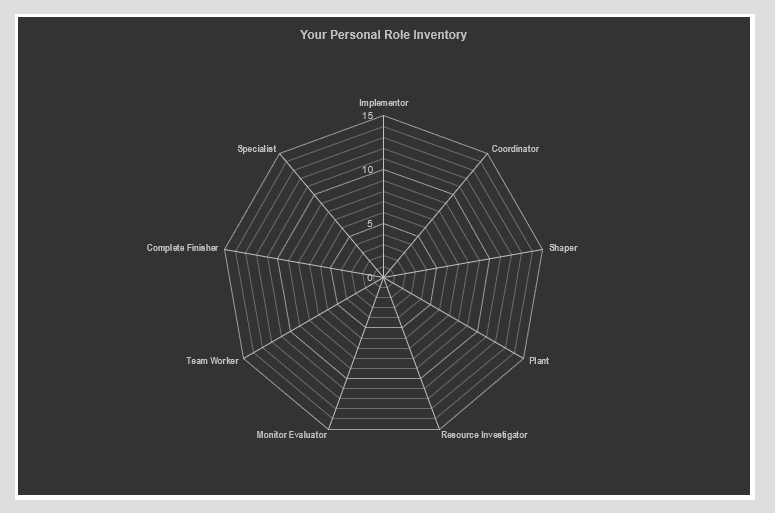 Your Personal Role Inventory
Implementor
15
Specialist
Coordinator
10
5
Complete Finisher
Shaper
0
Team Worker
Plant
Monitor Evaluator
Resource Investigator